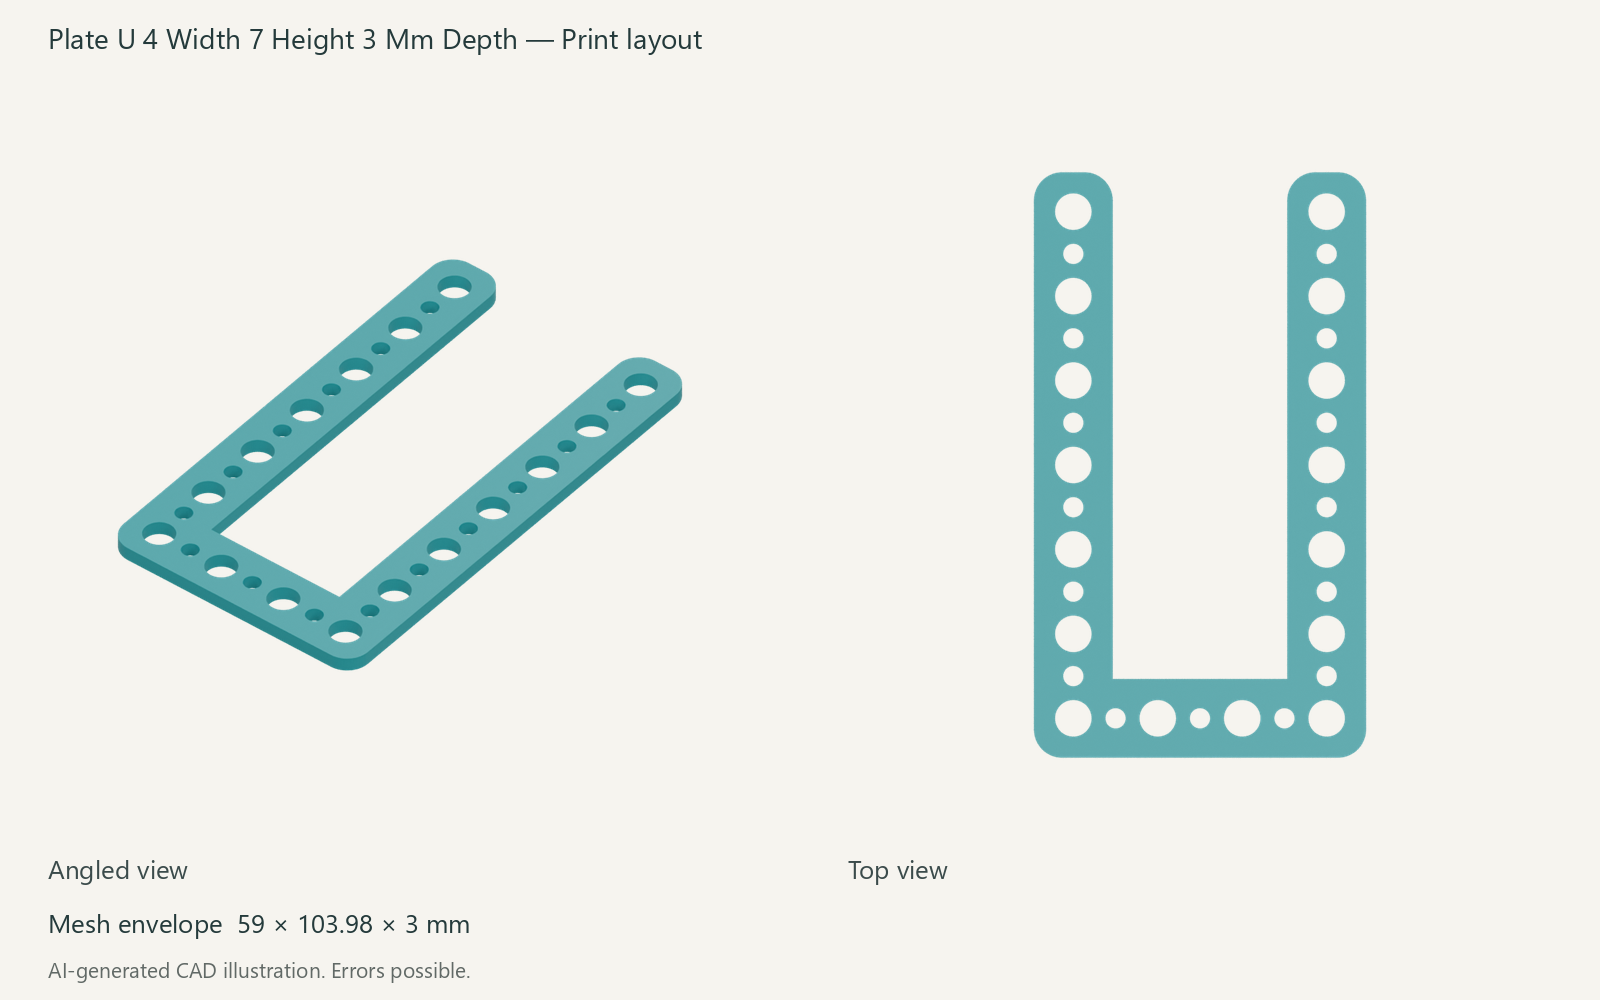 Plate U 4 Width 7 Height 3 Mm Depth — Print layout
Angled view
Top view
Mesh envelope 59 × 103.98 × 3 mm
AI-generated CAD illustration. Errors possible.